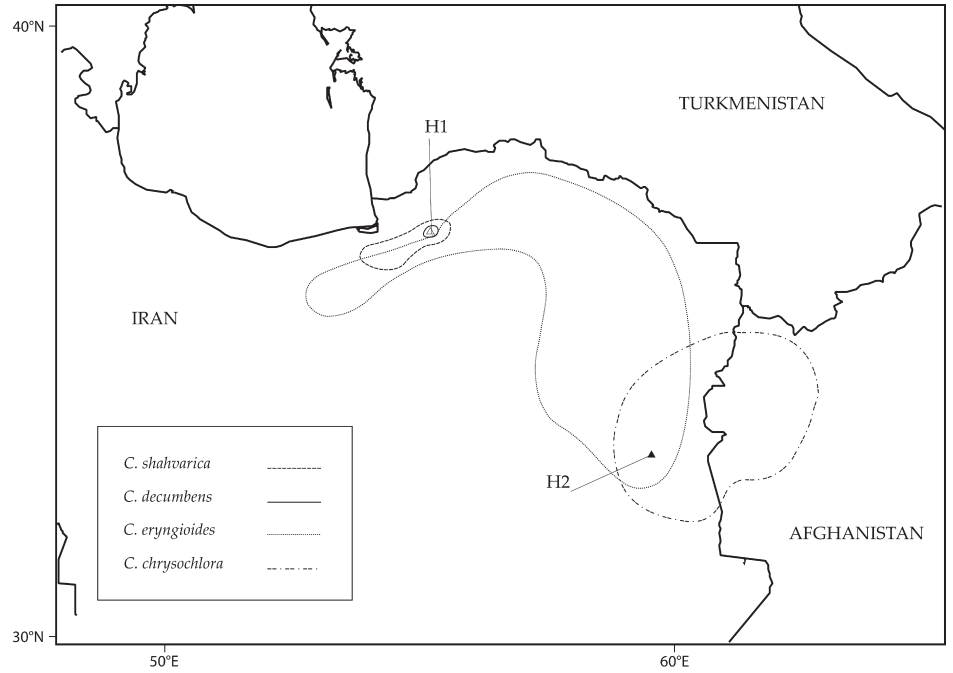 40°N
TURKMENISTAN
H1
IRAN
C. shahvarica
C. decumbens
C. eryngioides
C. chrysochlora
H2
AFGHANISTAN
30°N
50°E
60°E